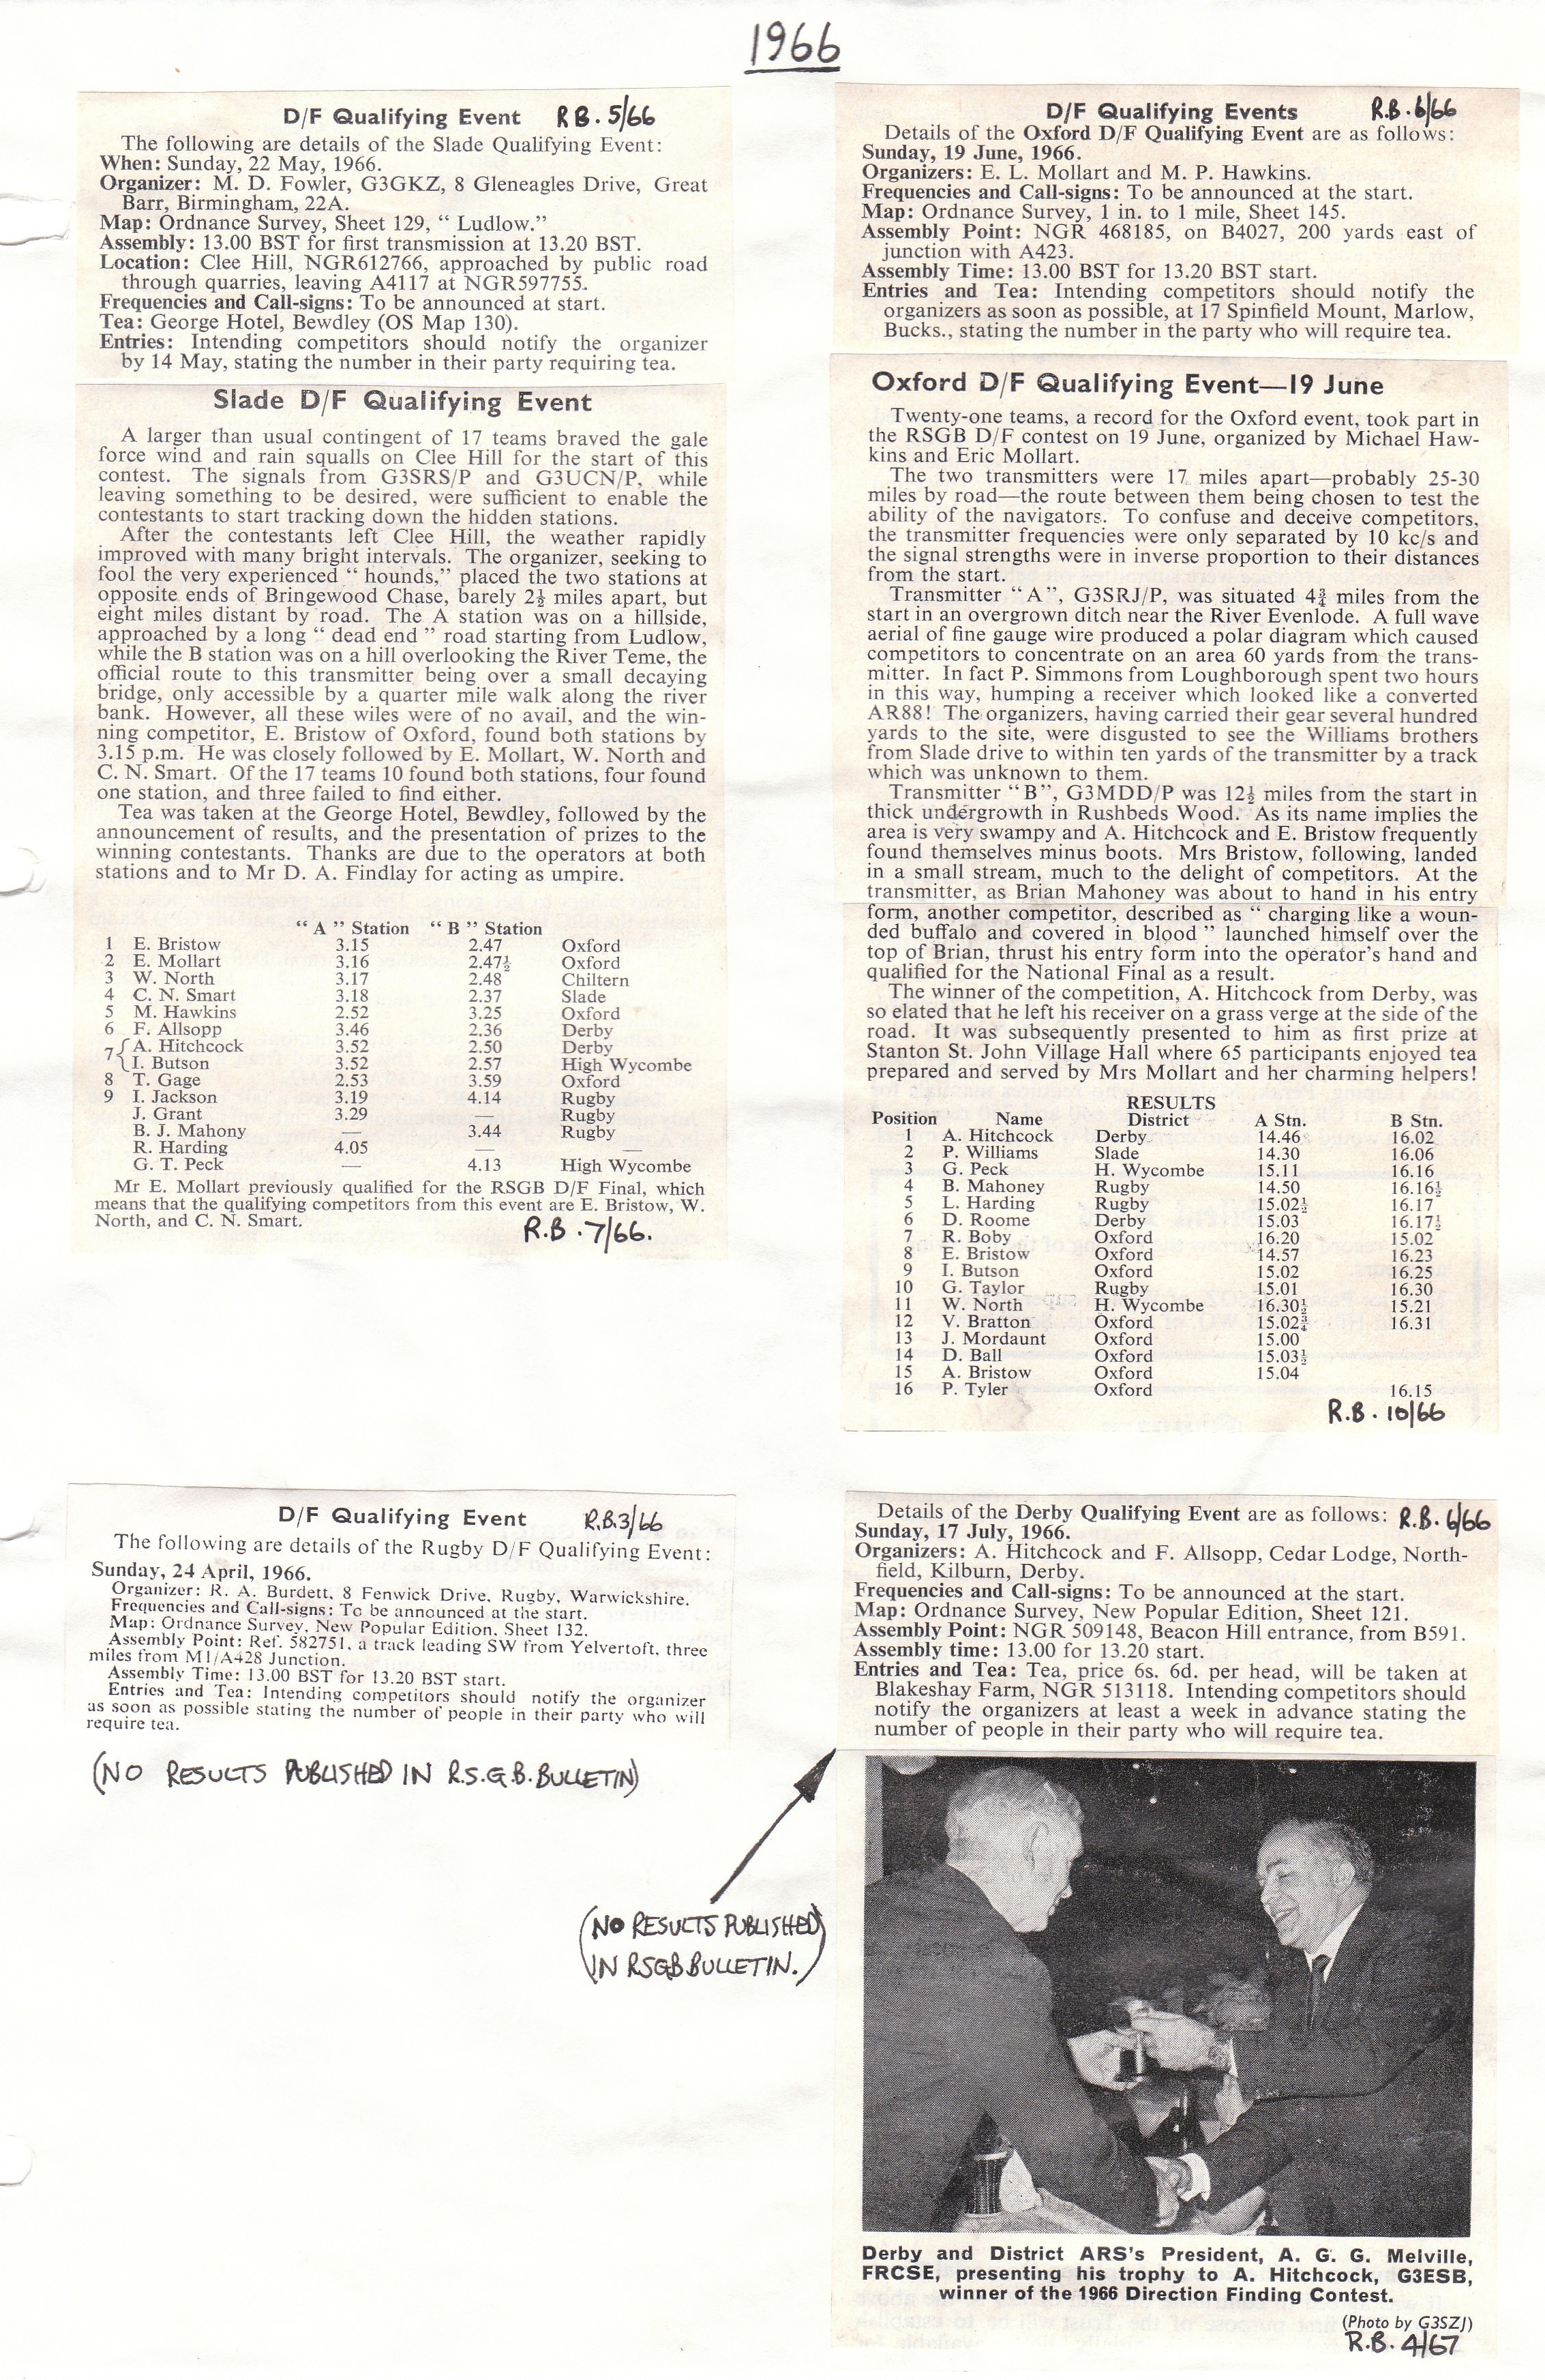 1966
D/F Qualifying Event R.B. 5/66
The following are details of the Slade Qualifying Event:
When: Sunday, 22 May, 1966.
Organizer: M. D. Fowler, G3GKZ, 8 Gleneagles Drive, Great
Barr, Birmingham, 22A.
Map: Ordnance Survey, Sheet 129, “ Ludlow.”
Assembly: 13.00 BST for first transmission at 13.20 BST.
Location: Clee Hill, NGR612766, approached by public road
through quarries, leaving A4117 at NGR597755.
Frequencies and Call-signs: To be announced at start.
Tea: George Hotel, Bewdley (OS Map 130).
Entries: Intending competitors should notify the organizer
by 14 May, stating the number in their party requiring tea.
Slade D/F Qualifying Event
A larger than usual contingent of 17 teams braved the gale
force wind and rain squalls on Clee Hill for the start of this
contest. The signals from G3SRS/P and G3UCN/P, while
leaving something to be desired, were sufficient to enable the
contestants to start tracking down the hidden stations.
After the contestants left Clee Hill, the weather rapidly
improved with many bright intervals. The organizer, seeking to
fool the very experienced “ hounds,” placed the two stations at
opposite ends of Bringewood Chase, barely 2½ miles apart, but
eight miles distant by road. The A station was on a hillside,
approached by a long “ dead end ” road starting from Ludlow,
while the B station was on a hill overlooking the River Teme, the
official route to this transmitter being over a small decaying
bridge, only accessible by a quarter mile walk along the river
bank. However, all these wiles were of no avail, and the win-
ning competitor, E. Bristow of Oxford, found both stations by
3.15 p.m. He was closely followed by E. Mollart, W. North and
C. N. Smart. Of the 17 teams 10 found both stations, four found
one station, and three failed to find either.
Tea was taken at the George Hotel, Bewdley, followed by the
announcement of results, and the presentation of prizes to the
winning contestants. Thanks are due to the operators at both
stations and to Mr D. A. Findlay for acting as umpire.
“ A ” Station “ B ” Station
1 E. Bristow 3.15 2.47 Oxford
2 E. Mollart 3.16 2.47½ Oxford
3 W. North 3.17 2.48 Chiltern
4 C. N. Smart 3.18 2.37 Slade
5 M. Hawkins 2.52 3.25 Oxford
6 F. Allsopp 3.46 2.36 Derby
7 { A. Hitchcock 3.52 2.50 Derby
I. Butson 3.52 2.57 High Wycombe
8 T. Gage 2.53 3.59 Oxford
9 I. Jackson 3.19 4.14 Rugby
J. Grant 3.29 — Rugby
B. J. Mahony — 3.44 Rugby
R. Harding 4.05 — —
G. T. Peck — 4.13 High Wycombe
Mr E. Mollart previously qualified for the RSGB D/F Final, which
means that the qualifying competitors from this event are E. Bristow, W.
North, and C. N. Smart.
R.B. 7/66.
D/F Qualifying Events R.B. 6/66
Details of the Oxford D/F Qualifying Event are as follows:
Sunday, 19 June, 1966.
Organizers: E. L. Mollart and M. P. Hawkins.
Frequencies and Call-signs: To be announced at the start.
Map: Ordnance Survey, 1 in. to 1 mile, Sheet 145.
Assembly Point: NGR 468185, on B4027, 200 yards east of
junction with A423.
Assembly Time: 13.00 BST for 13.20 BST start.
Entries and Tea: Intending competitors should notify the
organizers as soon as possible, at 17 Spinfield Mount, Marlow,
Bucks., stating the number in the party who will require tea.
Oxford D/F Qualifying Event—19 June
Twenty-one teams, a record for the Oxford event, took part in
the RSGB D/F contest on 19 June, organized by Michael Haw-
kins and Eric Mollart.
The two transmitters were 17 miles apart—probably 25-30
miles by road—the route between them being chosen to test the
ability of the navigators. To confuse and deceive competitors,
the transmitter frequencies were only separated by 10 kc/s and
the signal strengths were in inverse proportion to their distances
from the start.
Transmitter “A”, G3SRJ/P, was situated 4¾ miles from the
start in an overgrown ditch near the River Evenlode. A full wave
aerial of fine gauge wire produced a polar diagram which caused
competitors to concentrate on an area 60 yards from the trans-
mitter. In fact P. Simmons from Loughborough spent two hours
in this way, humping a receiver which looked like a converted
AR88! The organizers, having carried their gear several hundred
yards to the site, were disgusted to see the Williams brothers
from Slade drive to within ten yards of the transmitter by a track
which was unknown to them.
Transmitter “B”, G3MDD/P was 12½ miles from the start in
thick undergrowth in Rushbeds Wood. As its name implies the
area is very swampy and A. Hitchcock and E. Bristow frequently
found themselves minus boots. Mrs Bristow, following, landed
in a small stream, much to the delight of competitors. At the
transmitter, as Brian Mahoney was about to hand in his entry
form, another competitor, described as “ charging like a woun-
ded buffalo and covered in blood ” launched himself over the
top of Brian, thrust his entry form into the operator's hand and
qualified for the National Final as a result.
The winner of the competition, A. Hitchcock from Derby, was
so elated that he left his receiver on a grass verge at the side of the
road. It was subsequently presented to him as first prize at
Stanton St. John Village Hall where 65 participants enjoyed tea
prepared and served by Mrs Mollart and her charming helpers!
RESULTS
Position Name District A Stn. B Stn.
1 A. Hitchcock Derby 14.46 16.02
2 P. Williams Slade 14.30 16.06
3 G. Peck H. Wycombe 15.11 16.16
4 B. Mahoney Rugby 14.50 16.16½
5 L. Harding Rugby 15.02½ 16.17
6 D. Roome Derby 15.03 16.17½
7 R. Boby Oxford 16.20 15.02
8 E. Bristow Oxford 14.57 16.23
9 I. Butson Oxford 15.02 16.25
10 G. Taylor Rugby 15.01 16.30
11 W. North H. Wycombe 16.30½ 15.21
12 V. Bratton Oxford 15.02¾ 16.31
13 J. Mordaunt Oxford 15.00
14 D. Ball Oxford 15.03½
15 A. Bristow Oxford 15.04
16 P. Tyler Oxford 16.15
R.B. 10/66
D/F Qualifying Event R.B.3/66
The following are details of the Rugby D/F Qualifying Event:
Sunday, 24 April, 1966.
Organizer: R. A. Burdett, 8 Fenwick Drive, Rugby, Warwickshire.
Frequencies and Call-signs: To be announced at the start.
Map: Ordnance Survey, New Popular Edition, Sheet 132.
Assembly Point: Ref. 582751, a track leading SW from Yelvertoft, three
miles from M1/A428 Junction.
Assembly Time: 13.00 BST for 13.20 BST start.
Entries and Tea: Intending competitors should notify the organizer
as soon as possible stating the number of people in their party who will
require tea.
(NO RESULTS PUBLISHED IN R.S.G.B. BULLETIN)
Details of the Derby Qualifying Event are as follows: R.B. 6/66
Sunday, 17 July, 1966.
Organizers: A. Hitchcock and F. Allsopp, Cedar Lodge, North-
field, Kilburn, Derby.
Frequencies and Call-signs: To be announced at the start.
Map: Ordnance Survey, New Popular Edition, Sheet 121.
Assembly Point: NGR 509148, Beacon Hill entrance, from B591.
Assembly time: 13.00 for 13.20 start.
Entries and Tea: Tea, price 6s. 6d. per head, will be taken at
Blakeshay Farm, NGR 513118. Intending competitors should
notify the organizers at least a week in advance stating the
number of people in their party who will require tea.
(NO RESULTS PUBLISHED
IN RSGB BULLETIN.)
Derby and District ARS's President, A. G. G. Melville,
FRCSE, presenting his trophy to A. Hitchcock, G3ESB,
winner of the 1966 Direction Finding Contest.
(Photo by G3SZJ)
R.B. 4/67